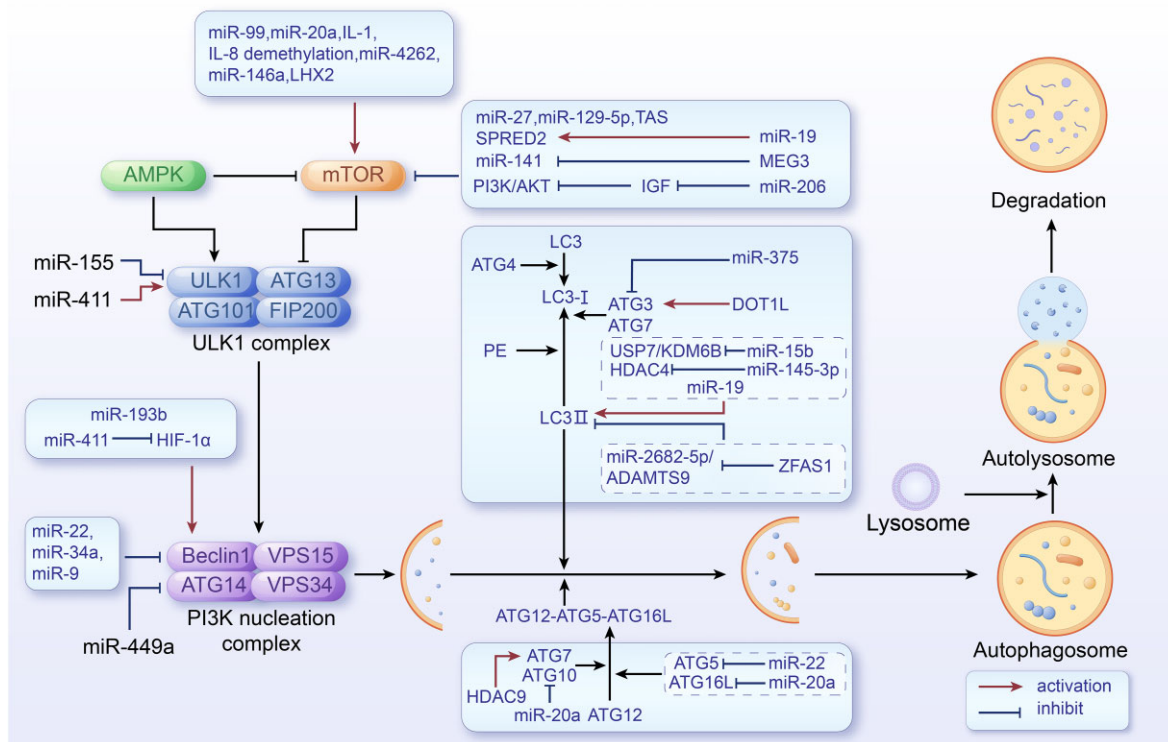 miR-99,miR-20a,IL-1,
IL-8 demethylation,miR-4262,
miR-146a,LHX2
miR-27,miR-129-5p,TAS
SPRED2 miR-19
miR-141 MEG3
PI3K/AKT IGF miR-206
AMPK mTOR
Degradation
miR-155
miR-411
ULK1 ATG13
ATG101 FIP200
ULK1 complex
LC3
ATG4
miR-375
LC3-I
ATG3 DOT1L
ATG7
PE
USP7/KDM6B miR-15b
HDAC4 miR-145-3p
miR-19
LC3Ⅱ
miR-2682-5p/
ADAMTS9
ZFAS1
miR-193b
miR-411 HIF-1α
Autolysosome
Lysosome
miR-22,
miR-34a,
miR-9
Beclin1 VPS15
ATG14 VPS34
PI3K nucleation
complex
miR-449a
ATG12-ATG5-ATG16L
Autophagosome
ATG7
ATG10
HDAC9
miR-20a ATG12
ATG5 miR-22
ATG16L miR-20a
activation
inhibit